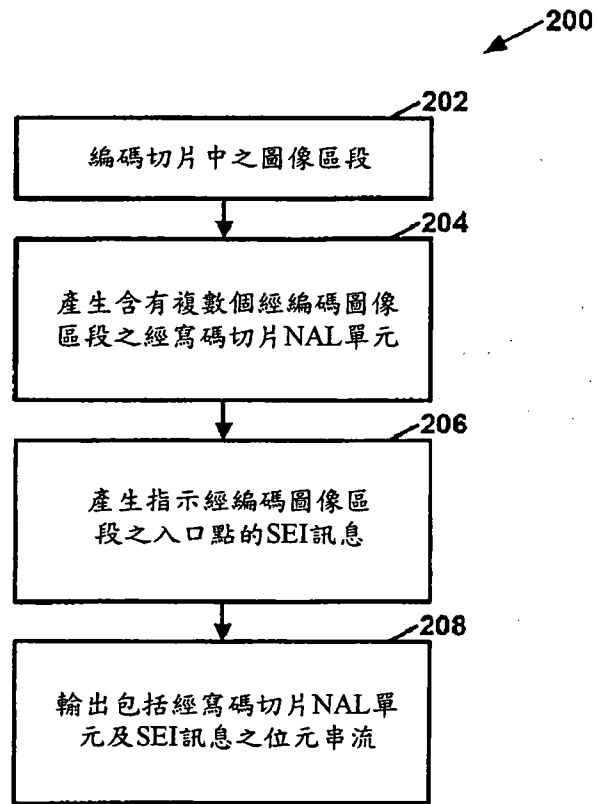 200
202
編碼切片中之圖像區段
204
產生含有複數個經編碼圖像
區段之經寫碼切片NAL單元
206
產生指示經編碼圖像區
段之入口點的SEI訊息
208
輸出包括經寫碼切片NAL單
元及SEI訊息之位元串流